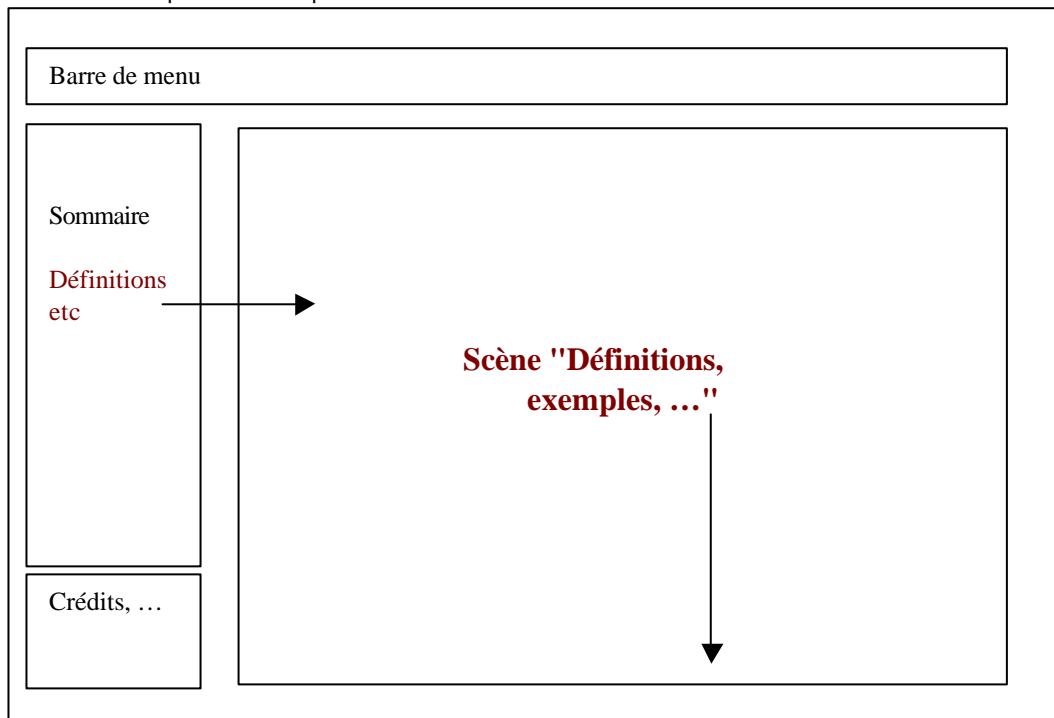 Barre de menu
Sommaire
Définitions
etc
Scène "Définitions,
exemples, …"
Crédits, …